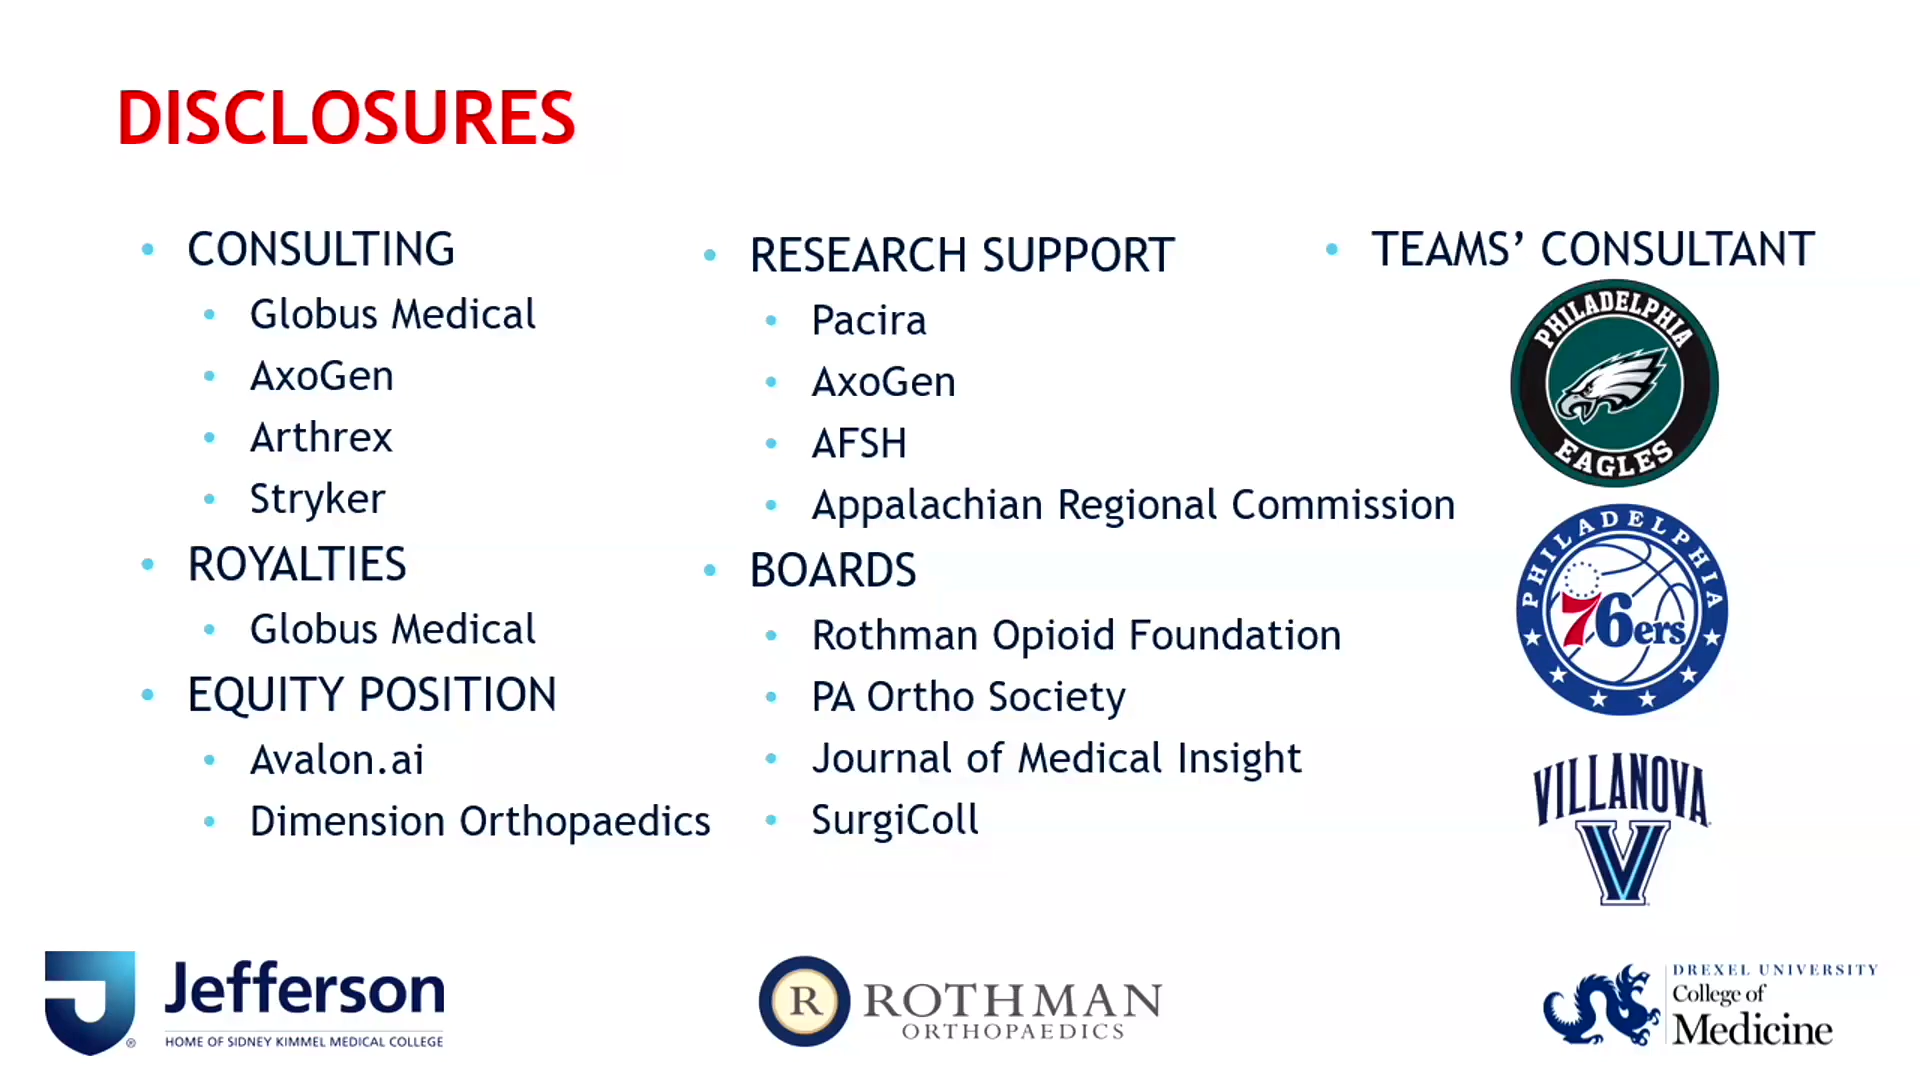 DISCLOSURES
CONSULTING
Globus Medical
AxoGen
Arthrex
Stryker
ROYALTIES
Globus Medical
EQUITY POSITION
Avalon.ai
Dimension Orthopaedics
RESEARCH SUPPORT
Pacira
AxoGen
AFSH
Appalachian Regional Commission
BOARDS
Rothman Opioid Foundation
PA Ortho Society
Journal of Medical Insight
SurgiColl
TEAMS’ CONSULTANT
PHILADELPHIA
EAGLES
PHILADELPHIA
76ers
VILLANOVA
V
Jefferson
HOME OF SIDNEY KIMMEL MEDICAL COLLEGE
R ROTHMAN
ORTHOPAEDICS
DREXEL UNIVERSITY
College of
Medicine